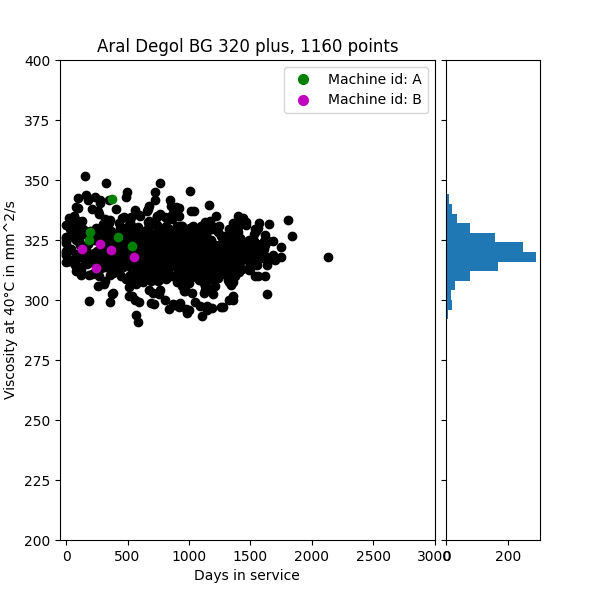 Aral Degol BG 320 plus, 1160 points
Machine id: A
Machine id: B
Viscosity at 40°C in mm^2/s
400
375
350
325
300
275
250
225
200
0 500 1000 1500 2000 2500 3000
0 200
Days in service